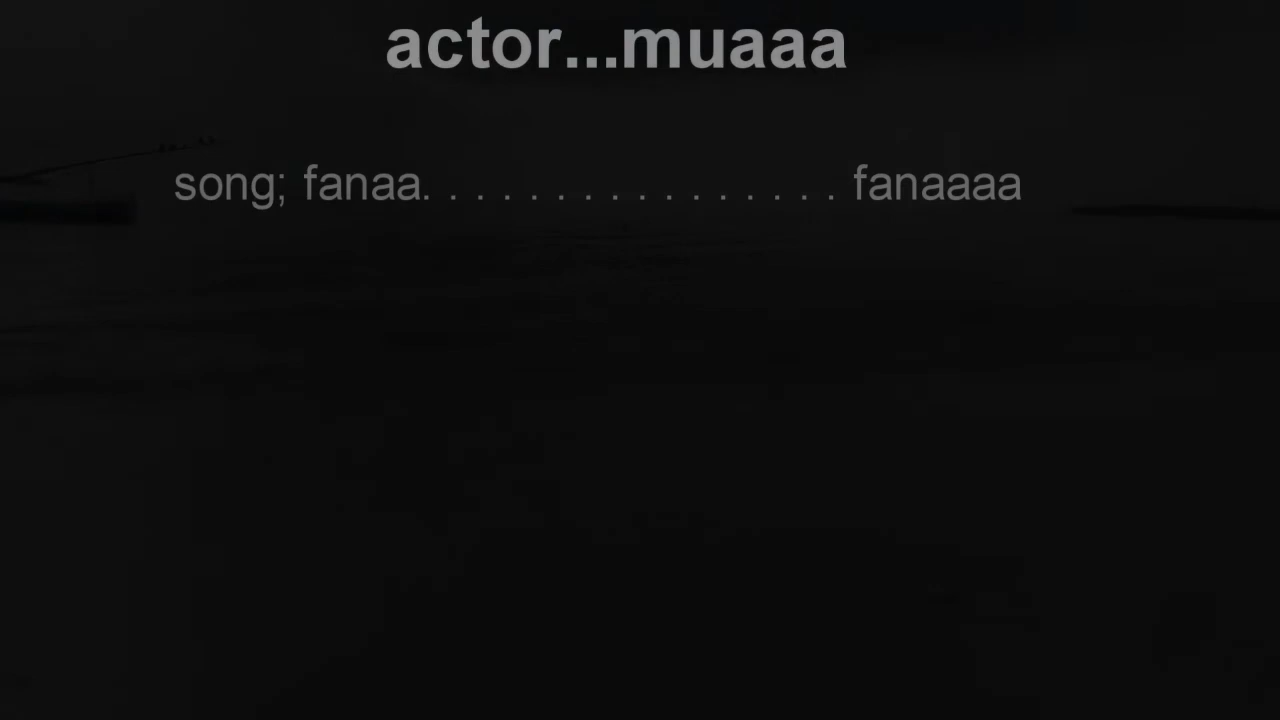 actor...muaaa
song; fanaa. . . . . . . . . . . . . . . . fanaaaa